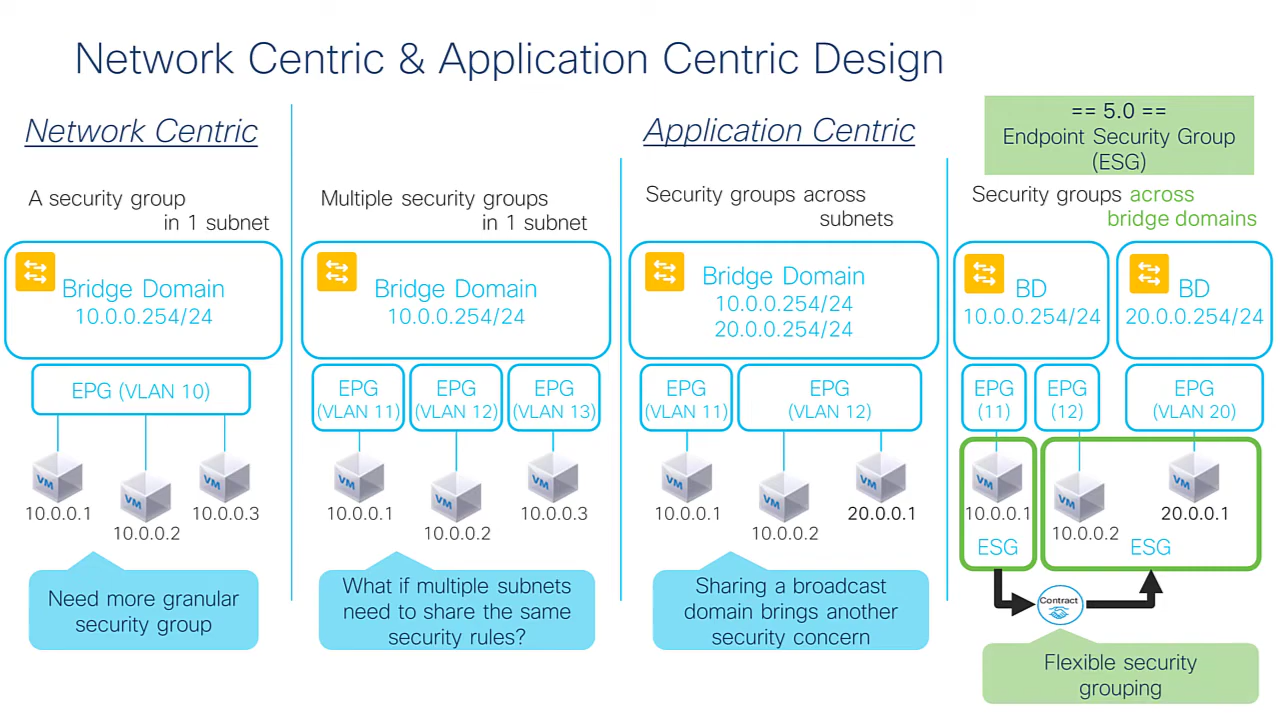 Network Centric & Application Centric Design
Network Centric
A security group
in 1 subnet
Bridge Domain
10.0.0.254/24
EPG (VLAN 10)
VM
VM
VM
10.0.0.1
10.0.0.2
10.0.0.3
Need more granular
security group
Multiple security groups
in 1 subnet
Bridge Domain
10.0.0.254/24
EPG
(VLAN 11)
EPG
(VLAN 12)
EPG
(VLAN 13)
VM
VM
VM
10.0.0.1
10.0.0.2
10.0.0.3
What if multiple subnets
need to share the same
security rules?
Application Centric
Security groups across
subnets
Bridge Domain
10.0.0.254/24
20.0.0.254/24
EPG
(VLAN 11)
EPG
(VLAN 12)
VM
VM
VM
10.0.0.1
10.0.0.2
20.0.0.1
Sharing a broadcast
domain brings another
security concern
== 5.0 ==
Endpoint Security Group
(ESG)
Security groups across
bridge domains
BD
10.0.0.254/24
BD
20.0.0.254/24
EPG
(11)
EPG
(12)
EPG
(VLAN 20)
VM
VM
VM
10.0.0.1
10.0.0.2
20.0.0.1
ESG
ESG
Contract
Flexible security
grouping